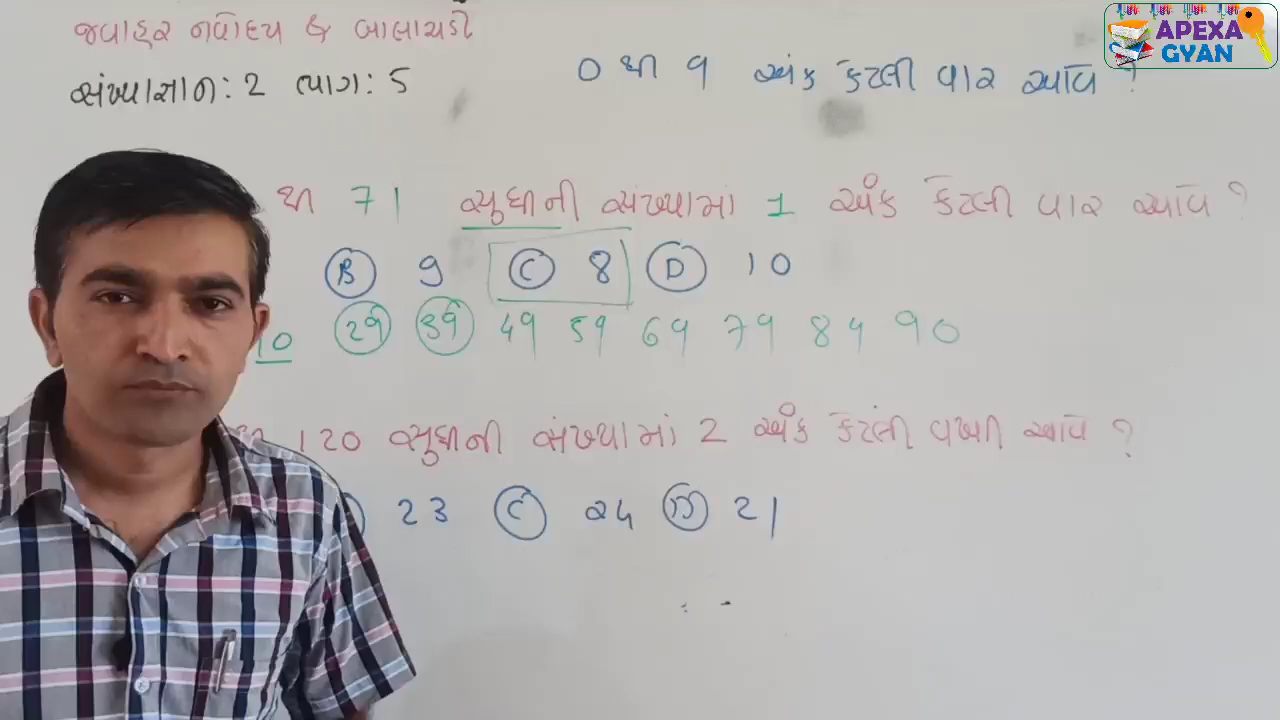 જવાહર નવોદય & બાલાચડી
APEXA GYAN
સંખ્યાજ્ઞાન : 2 ભાગ : 5
0 થી 9 અંક કેટલી વાર આવે ?
થી 71 સુધીની સંખ્યામાં 1 અંક કેટલી વાર આવે ?
B 9 C 8 D 10
10 29 39 49 59 69 79 89 90
120 સુધીની સંખ્યામાં 2 અંક કેટલી વખત આવે ?
23 C 24 D 21